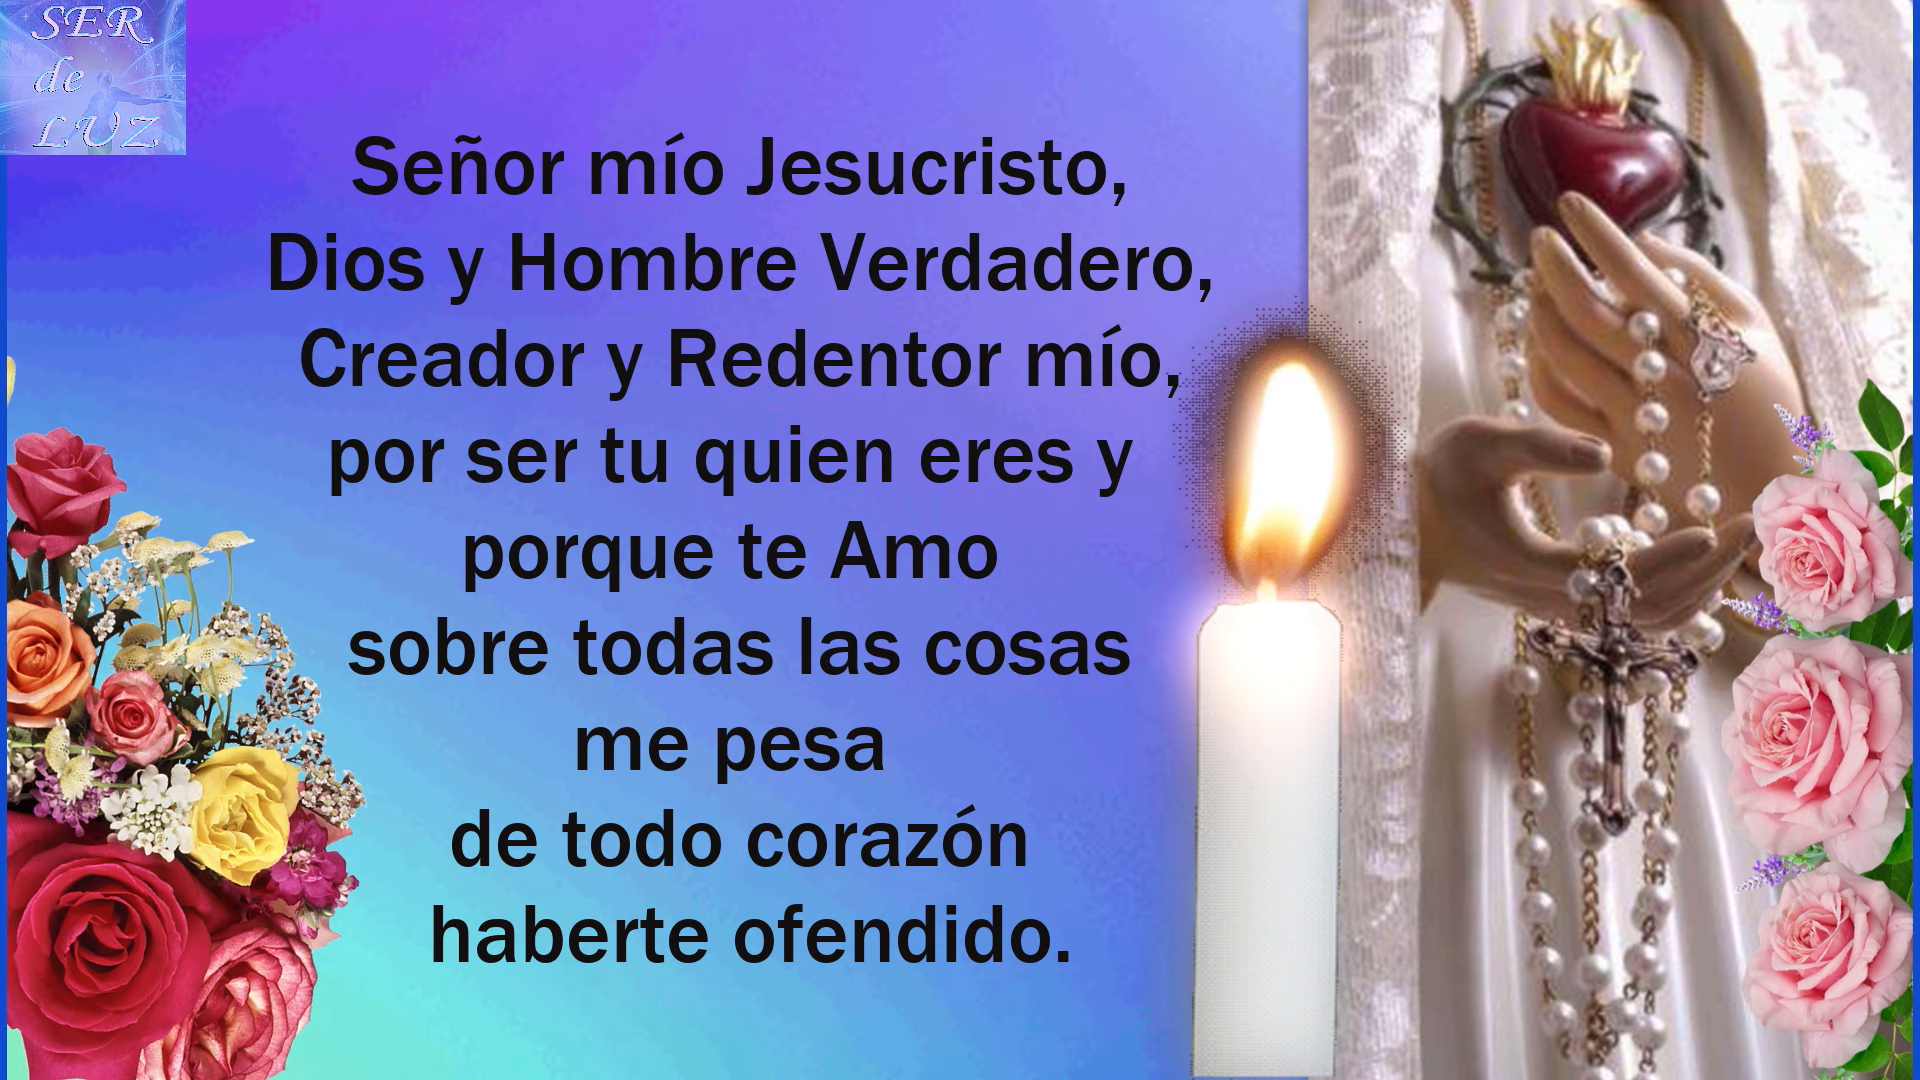 SER
de
LUZ
Señor mío Jesucristo,
Dios y Hombre Verdadero,
Creador y Redentor mío,
por ser tu quien eres y
porque te Amo
sobre todas las cosas
me pesa
de todo corazón
haberte ofendido.